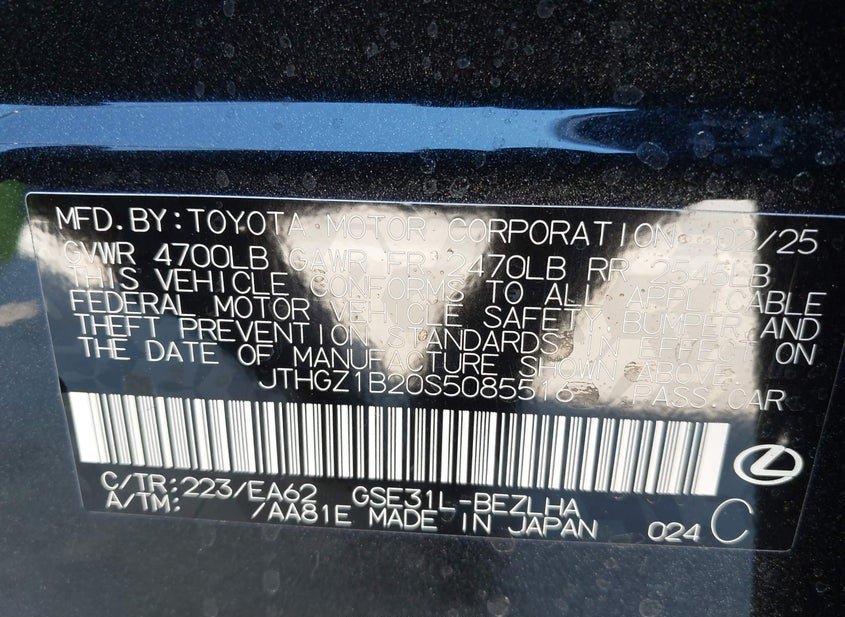 MFD.BY:TOYOTA MOTOR CORPORATION 02/25
GVWR 4700LB GAWR FR 2470LB RR 2545LB
THIS VEHICLE CONFORMS TO ALL APPLICABLE
FEDERAL MOTOR VEHICLE SAFETY, BUMPER AND
THEFT PREVENTION STANDARDS IN EFFECT ON
THE DATE OF MANUFACTURE SHOWN ABOVE.
JTHGZ1B20S5085516 PASS.CAR
C/TR:223/EA62 GSE31L-BEZLHA
A/TM: /AA81E MADE IN JAPAN 024 C